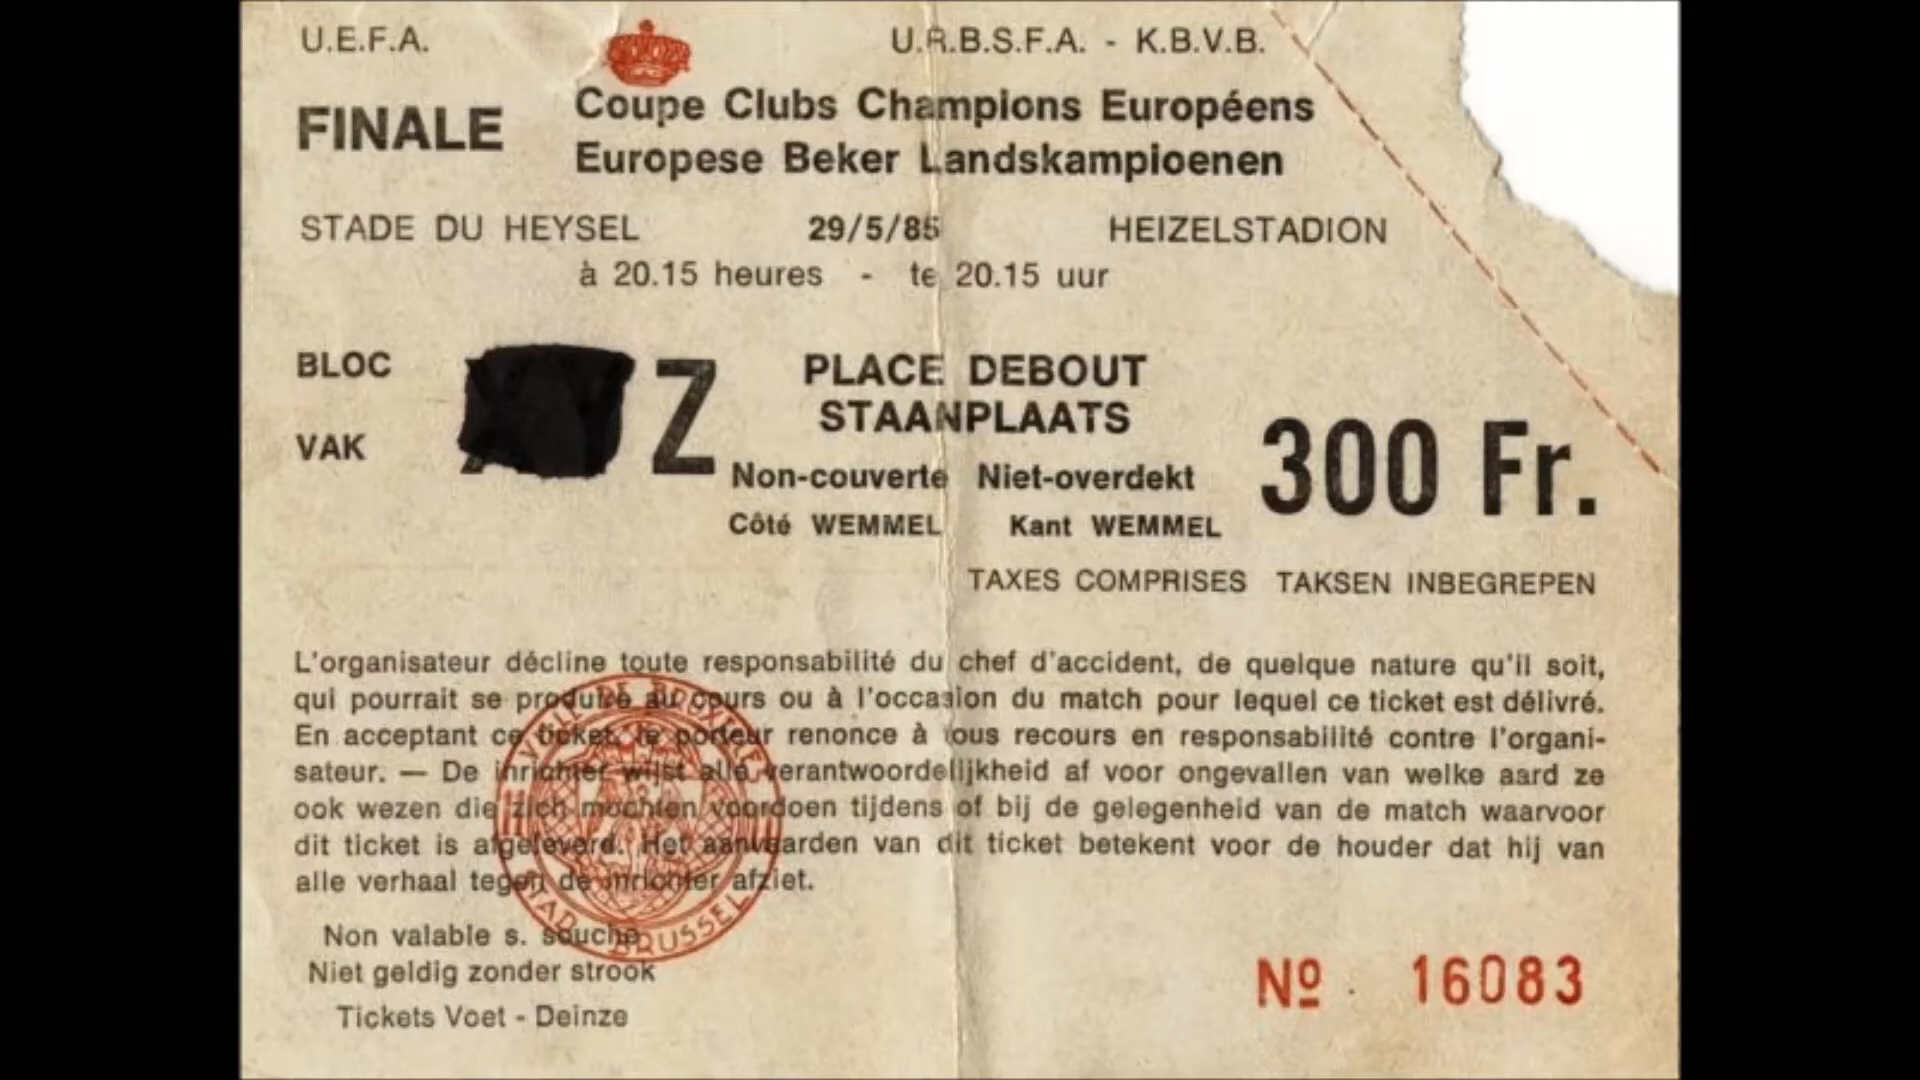 U.E.F.A.
U.R.B.S.F.A. - K.B.V.B.
FINALE
Coupe Clubs Champions Européens
Europese Beker Landskampioenen
STADE DU HEYSEL 29/5/85 HEIZELSTADION
à 20.15 heures - te 20.15 uur
BLOC
VAK
Z
PLACE DEBOUT
STAANPLAATS
Non-couverte Niet-overdekt
Côté WEMMEL Kant WEMMEL
300 Fr.
TAXES COMPRISES TAKSEN INBEGREPEN
L'organisateur décline toute responsabilité du chef d'accident, de quelque nature qu'il soit,
qui pourrait se produire au cours ou à l'occasion du match pour lequel ce ticket est délivré.
En acceptant ce ticket, le porteur renonce à tous recours en responsabilité contre l'organi-
sateur. — De inrichter wijst alle verantwoordelijkheid af voor ongevallen van welke aard ze
ook wezen die zich mochten voordoen tijdens of bij de gelegenheid van de match waarvoor
dit ticket is afgeleverd. Het aanvaarden van dit ticket betekent voor de houder dat hij van
alle verhaal tegen de inrichter afziet.
VILLE DE BRUXELLES
STAD BRUSSEL
Non valable s. souche
Niet geldig zonder strook
Tickets Voet - Deinze
Nº 16083